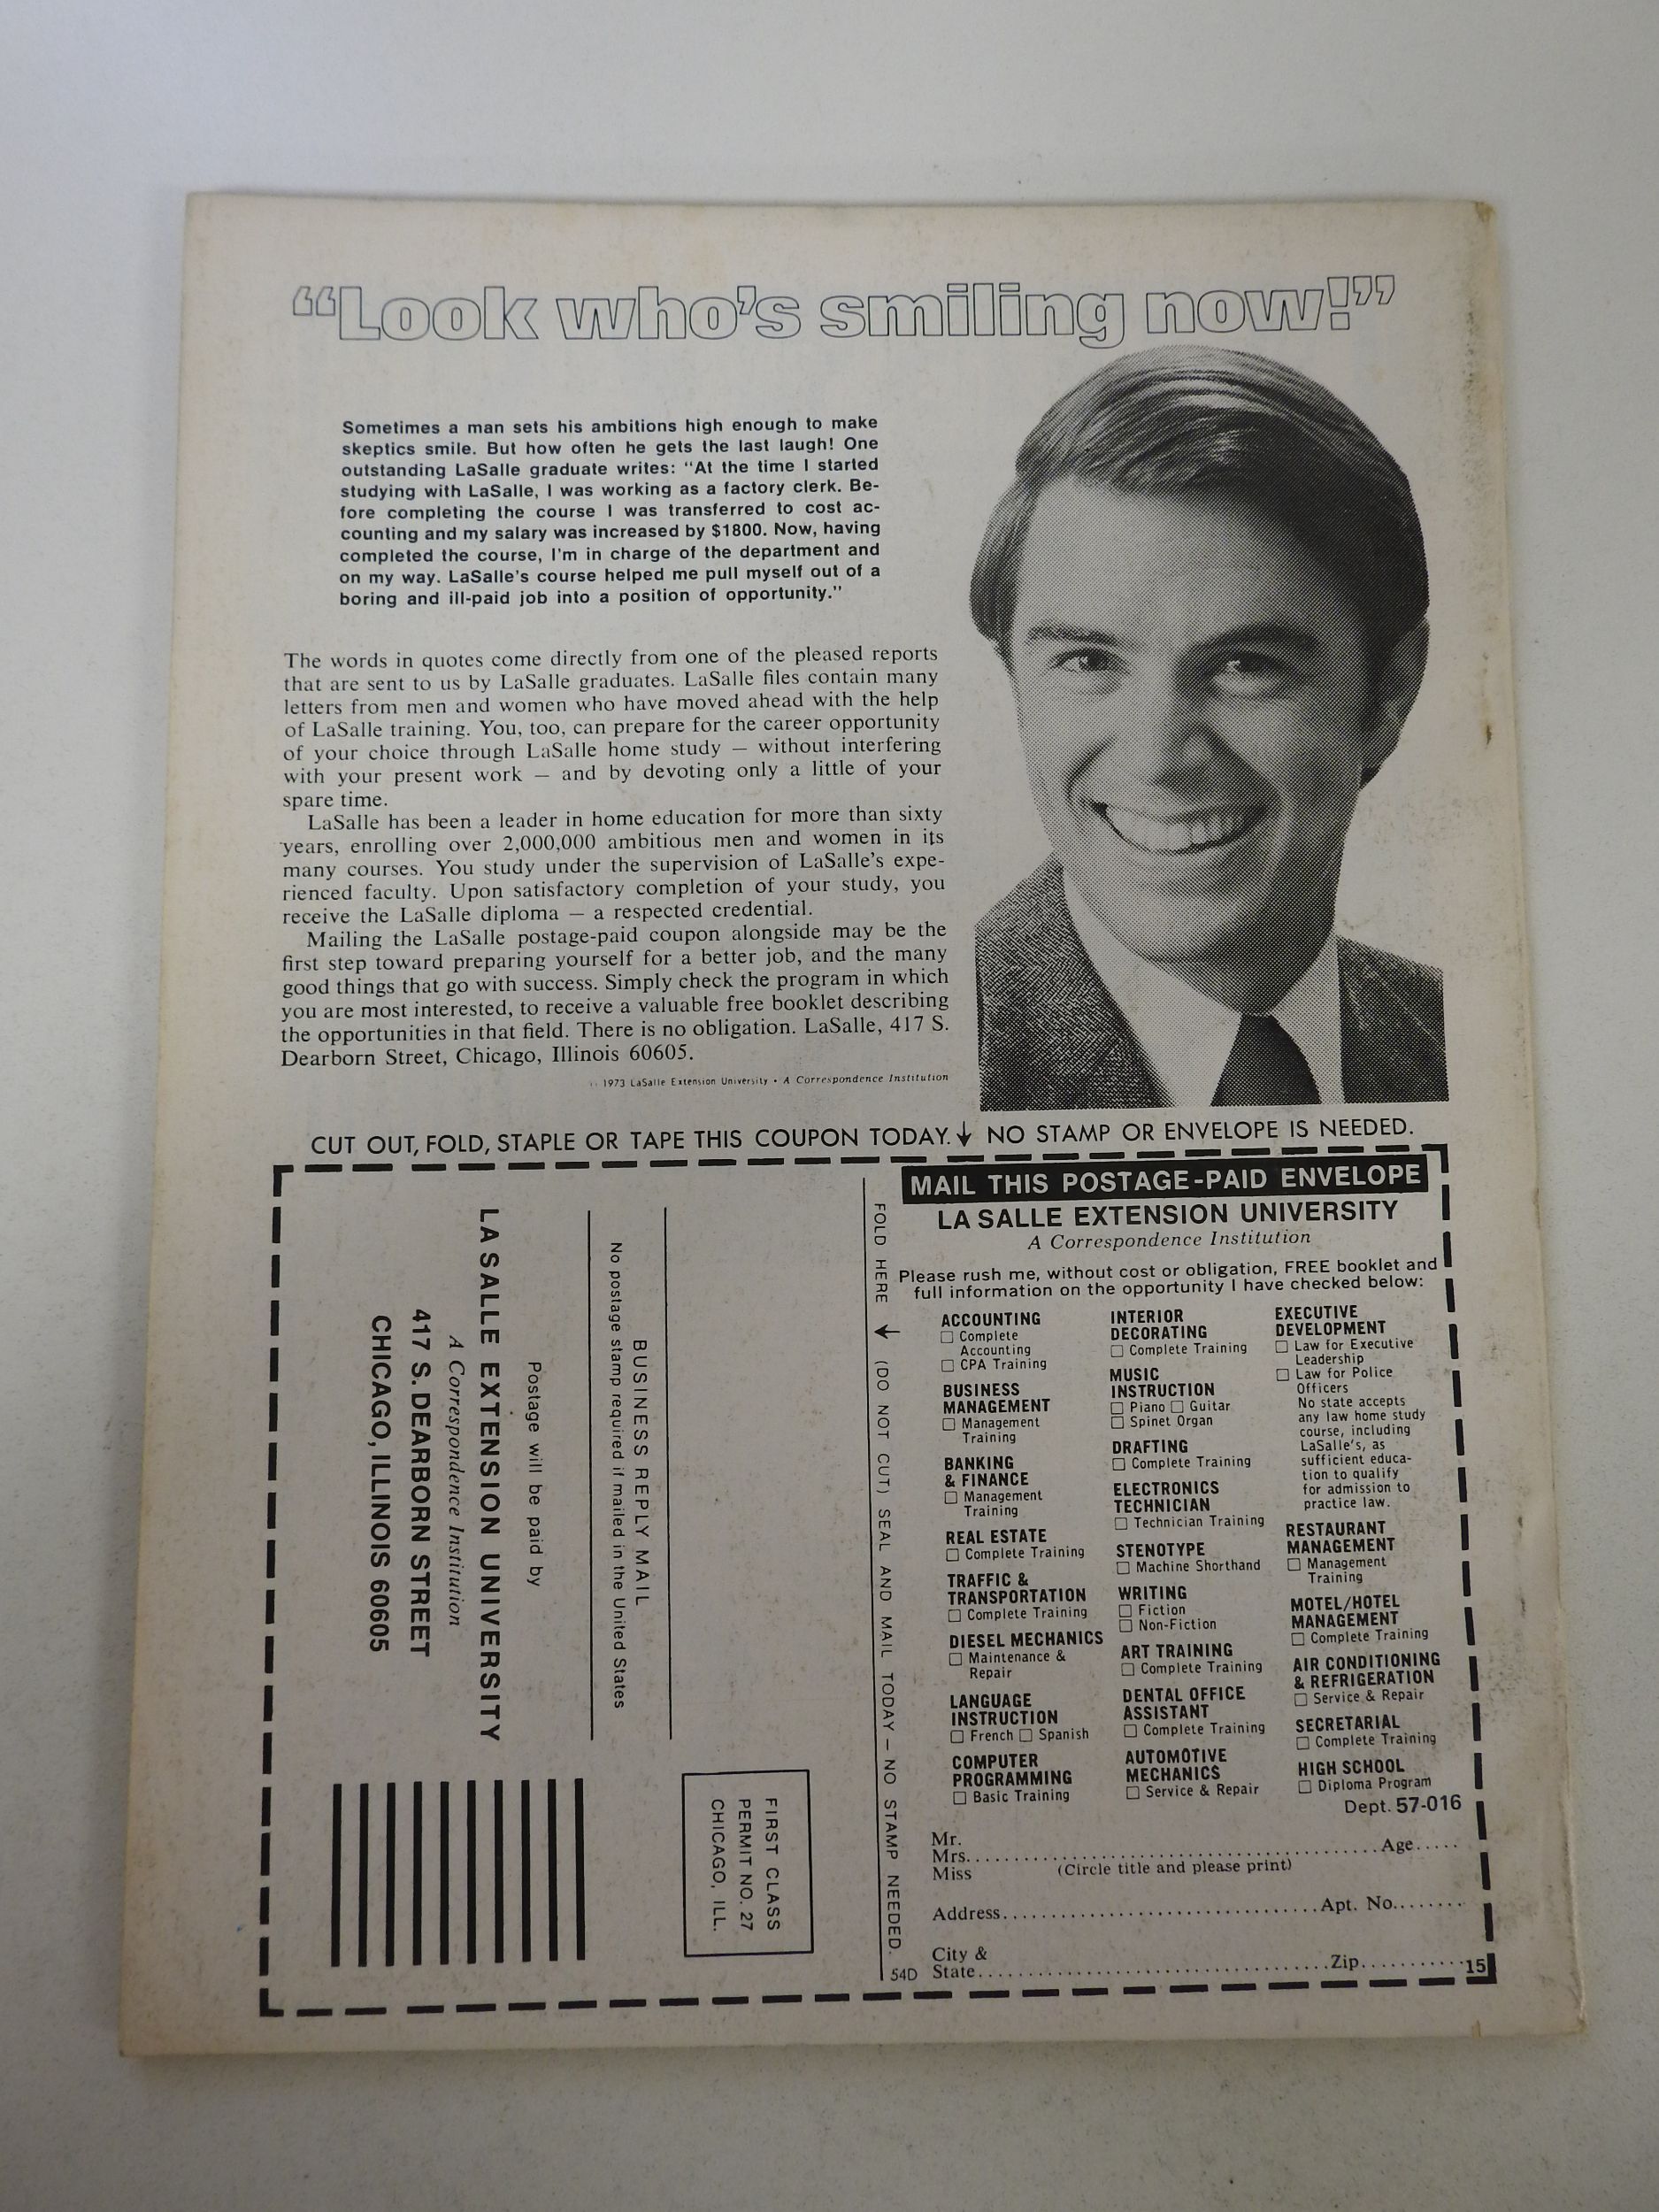 “Look who’s smiling now!”
Sometimes a man sets his ambitions high enough to make
skeptics smile. But how often he gets the last laugh! One
outstanding LaSalle graduate writes: “At the time I started
studying with LaSalle, I was working as a factory clerk. Be-
fore completing the course I was transferred to cost ac-
counting and my salary was increased by $1800. Now, having
completed the course, I’m in charge of the department and
on my way. LaSalle’s course helped me pull myself out of a
boring and ill-paid job into a position of opportunity.”
The words in quotes come directly from one of the pleased reports
that are sent to us by LaSalle graduates. LaSalle files contain many
letters from men and women who have moved ahead with the help
of LaSalle training. You, too, can prepare for the career opportunity
of your choice through LaSalle home study — without interfering
with your present work — and by devoting only a little of your
spare time.
LaSalle has been a leader in home education for more than sixty
years, enrolling over 2,000,000 ambitious men and women in its
many courses. You study under the supervision of LaSalle’s expe-
rienced faculty. Upon satisfactory completion of your study, you
receive the LaSalle diploma — a respected credential.
Mailing the LaSalle postage-paid coupon alongside may be the
first step toward preparing yourself for a better job, and the many
good things that go with success. Simply check the program in which
you are most interested, to receive a valuable free booklet describing
the opportunities in that field. There is no obligation. LaSalle, 417 S.
Dearborn Street, Chicago, Illinois 60605.
1973 LaSalle Extension University • A Correspondence Institution
CUT OUT, FOLD, STAPLE OR TAPE THIS COUPON TODAY. NO STAMP OR ENVELOPE IS NEEDED.
FIRST CLASS
PERMIT NO. 27
CHICAGO, ILL.
BUSINESS REPLY MAIL
No postage stamp required if mailed in the United States
Postage will be paid by
LA SALLE EXTENSION UNIVERSITY
A Correspondence Institution
417 S. DEARBORN STREET
CHICAGO, ILLINOIS 60605
FOLD HERE (DO NOT CUT) SEAL AND MAIL TODAY — NO STAMP NEEDED.
MAIL THIS POSTAGE-PAID ENVELOPE
LA SALLE EXTENSION UNIVERSITY
A Correspondence Institution
Please rush me, without cost or obligation, FREE booklet and
full information on the opportunity I have checked below:
ACCOUNTING
☐ Complete
Accounting
☐ CPA Training
BUSINESS
MANAGEMENT
☐ Management
Training
BANKING
& FINANCE
☐ Management
Training
REAL ESTATE
☐ Complete Training
TRAFFIC &
TRANSPORTATION
☐ Complete Training
DIESEL MECHANICS
☐ Maintenance &
Repair
LANGUAGE
INSTRUCTION
☐ French ☐ Spanish
COMPUTER
PROGRAMMING
☐ Basic Training
INTERIOR
DECORATING
☐ Complete Training
MUSIC
INSTRUCTION
☐ Piano ☐ Guitar
☐ Spinet Organ
DRAFTING
☐ Complete Training
ELECTRONICS
TECHNICIAN
☐ Technician Training
STENOTYPE
☐ Machine Shorthand
WRITING
☐ Fiction
☐ Non-Fiction
ART TRAINING
☐ Complete Training
DENTAL OFFICE
ASSISTANT
☐ Complete Training
AUTOMOTIVE
MECHANICS
☐ Service & Repair
EXECUTIVE
DEVELOPMENT
☐ Law for Executive
Leadership
☐ Law for Police
Officers
No state accepts
any law home study
course, including
LaSalle’s, as
sufficient educa-
tion to qualify
for admission to
practice law.
RESTAURANT
MANAGEMENT
☐ Management
Training
MOTEL/HOTEL
MANAGEMENT
☐ Complete Training
AIR CONDITIONING
& REFRIGERATION
☐ Service & Repair
SECRETARIAL
☐ Complete Training
HIGH SCHOOL
☐ Diploma Program
Dept. 57-016
Mr.
Mrs. Age
Miss (Circle title and please print)
Address Apt. No.
City &
54D State Zip 15